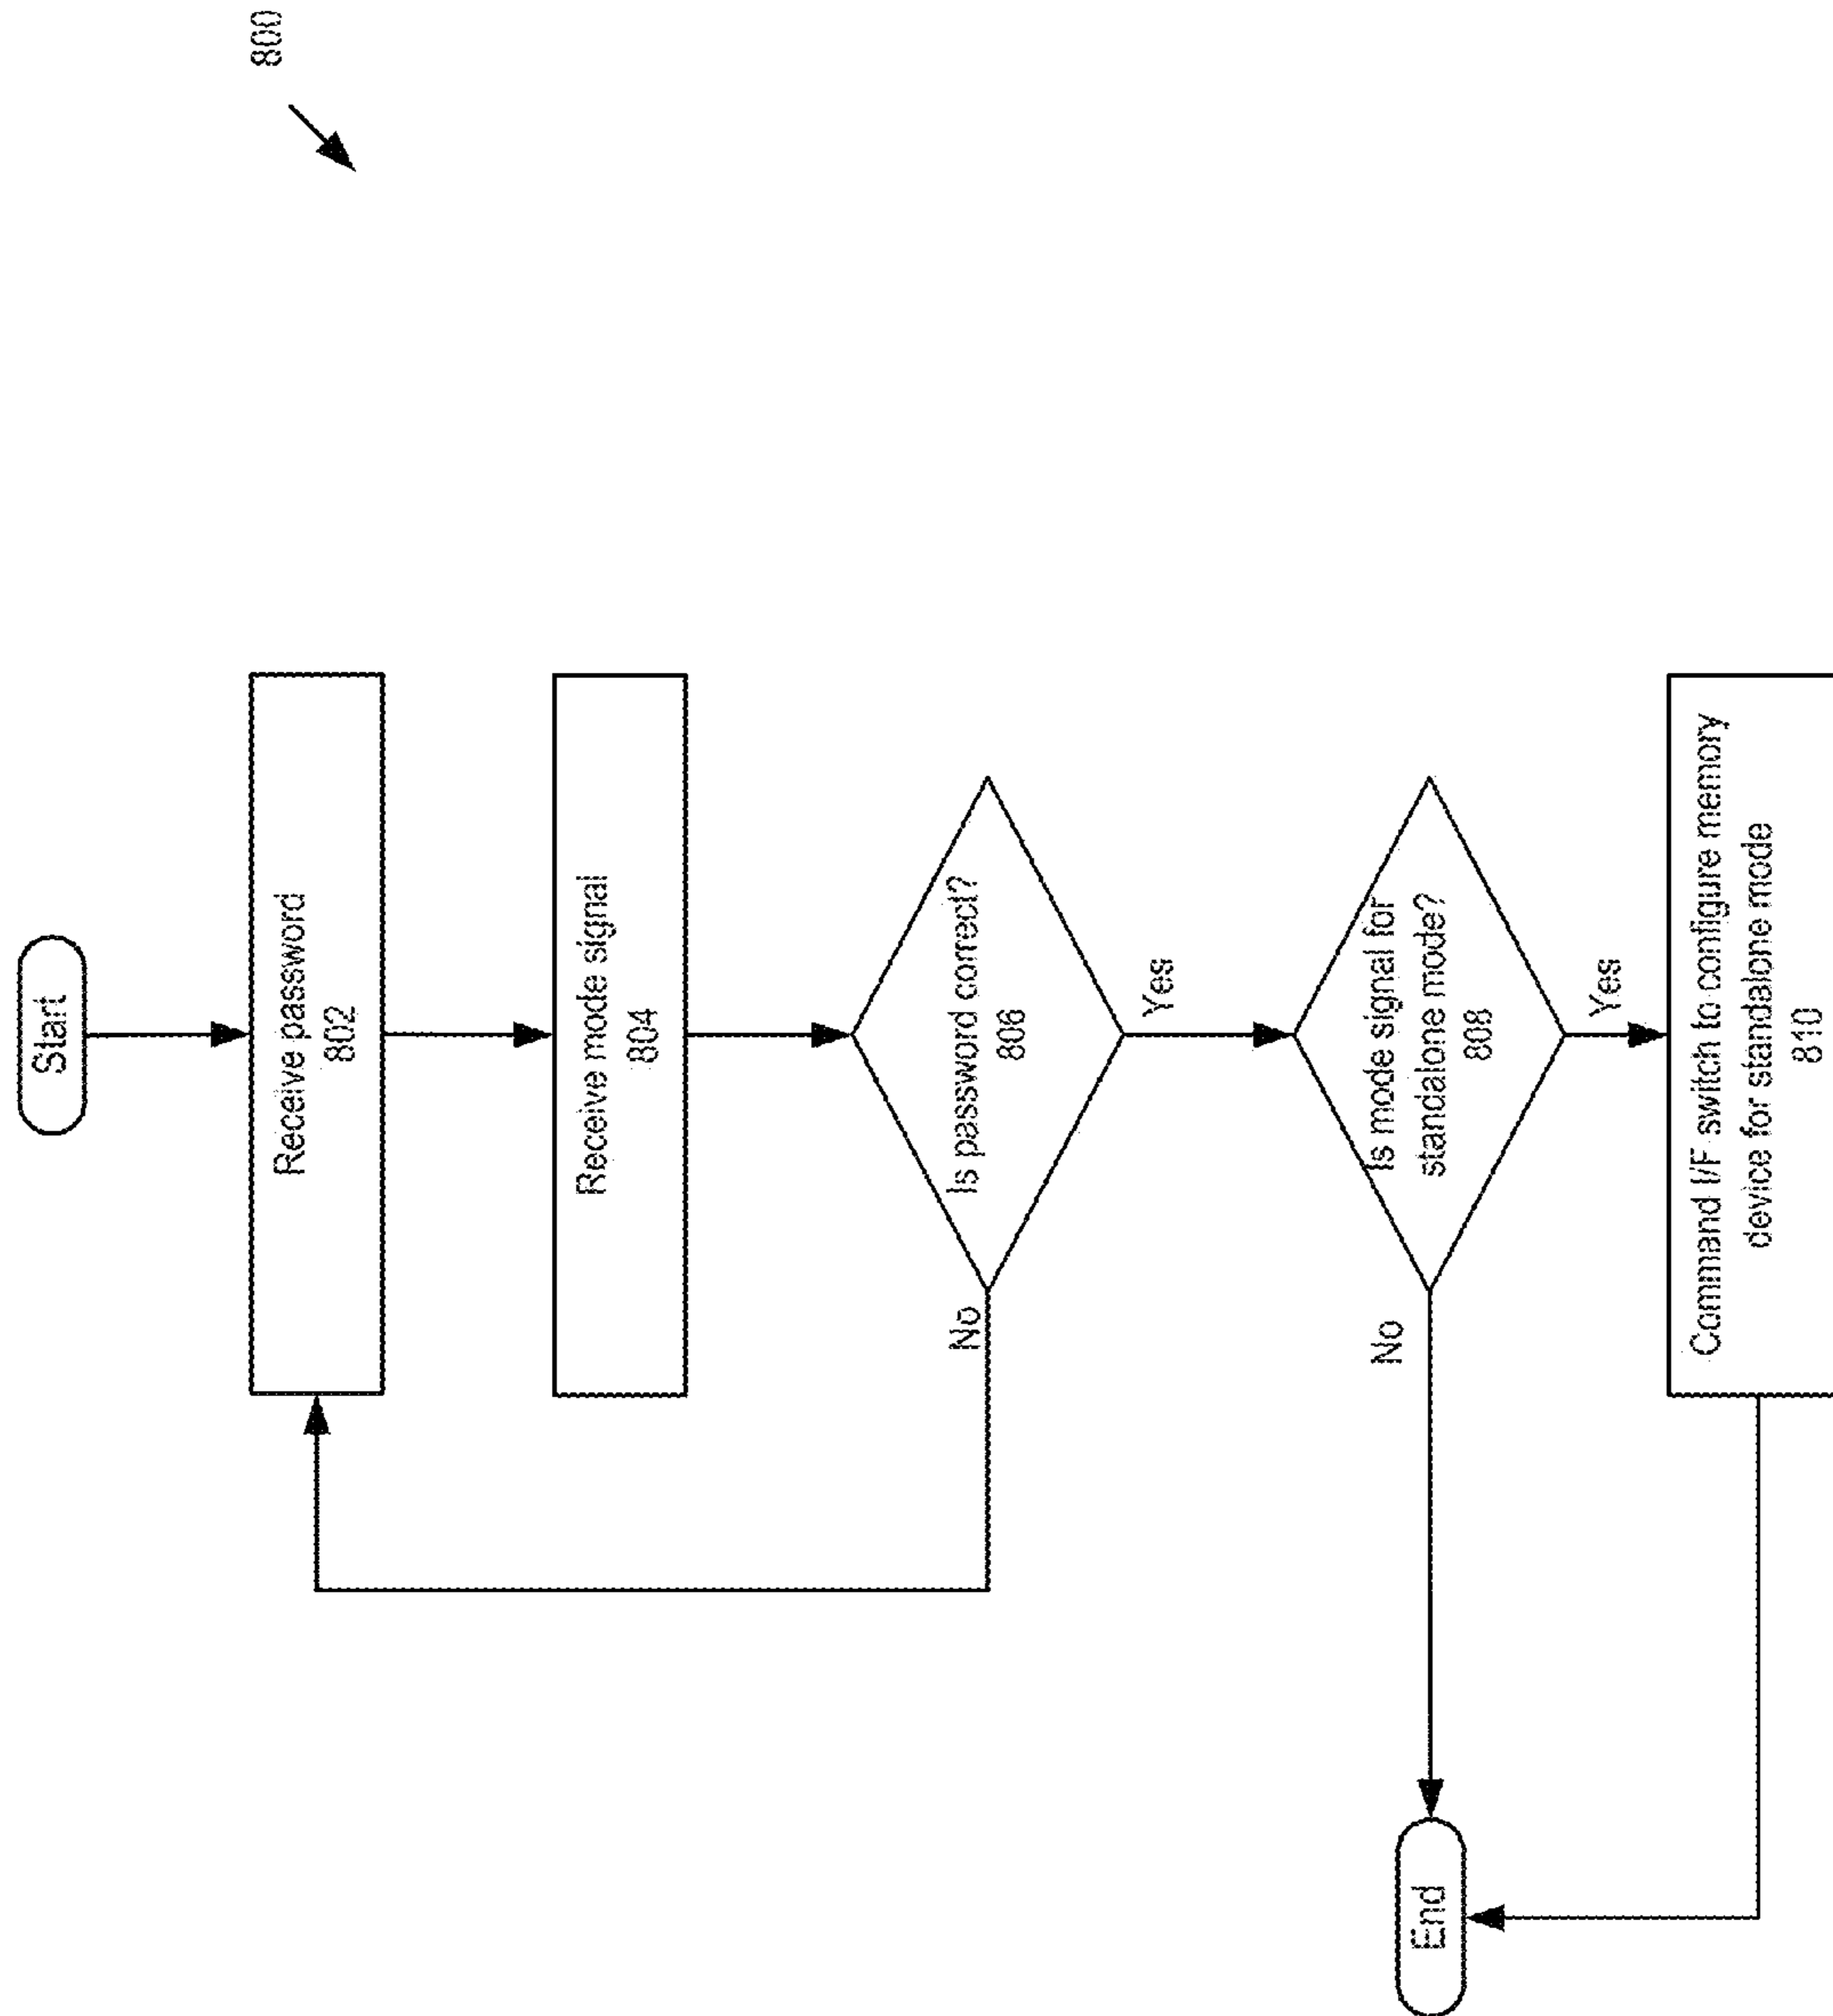 800
Start
Receive password
802
Receive mode signal
804
Is password correct?
806
No
Yes
Is mode signal for
standalone mode?
808
No
Yes
Command I/F switch to configure memory
device for standalone mode
810
End